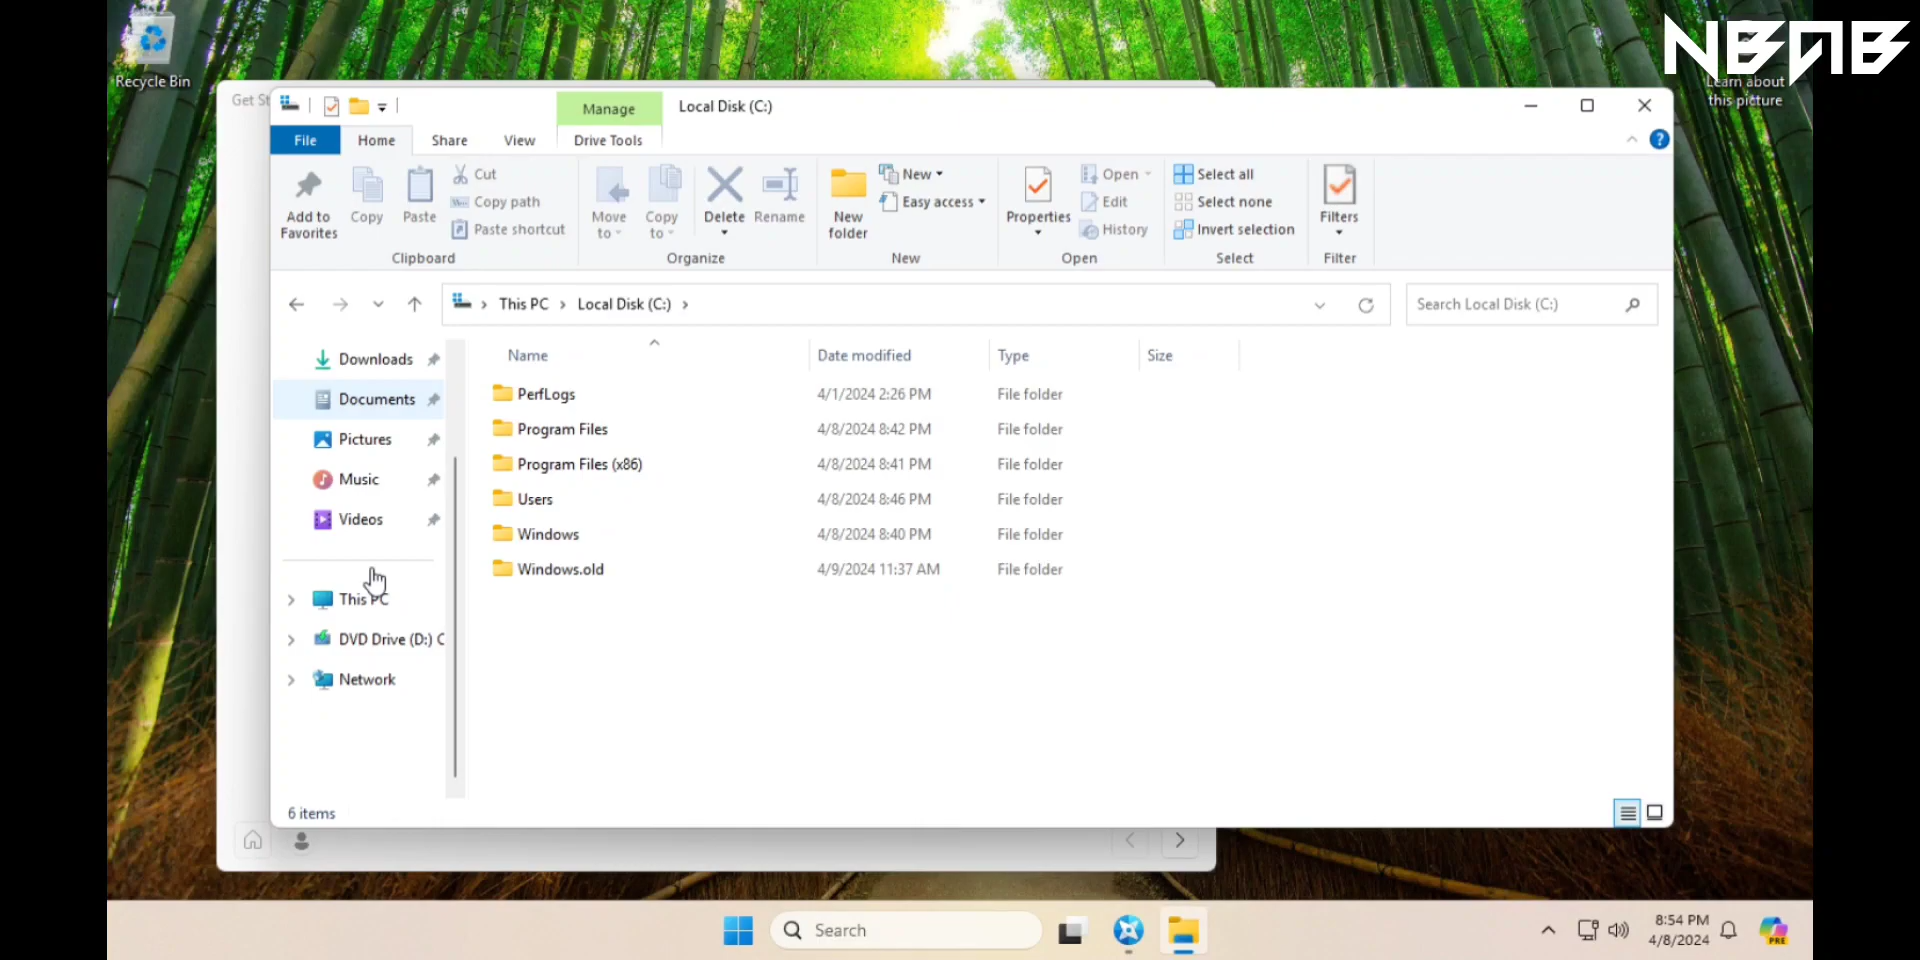 NBAB
Recycle Bin
Learn about
this picture
Get St
Manage
Local Disk (C:)
File
Home
Share
View
Drive Tools
Add to
Favorites
Copy
Paste
Cut
Copy path
Paste shortcut
Clipboard
Move
to
Copy
to
Delete
Rename
Organize
New
folder
New
Easy access
New
Properties
Open
Edit
History
Open
Select all
Select none
Invert selection
Select
Filters
Filter
This PC
Local Disk (C:)
Search Local Disk (C:)
Downloads
Documents
Pictures
Music
Videos
This PC
DVD Drive (D:) C
Network
Name
Date modified
Type
Size
PerfLogs 4/1/2024 2:26 PM File folder
Program Files 4/8/2024 8:42 PM File folder
Program Files (x86) 4/8/2024 8:41 PM File folder
Users 4/8/2024 8:46 PM File folder
Windows 4/8/2024 8:40 PM File folder
Windows.old 4/9/2024 11:37 AM File folder
6 items
Search
8:54 PM
4/8/2024
PRE